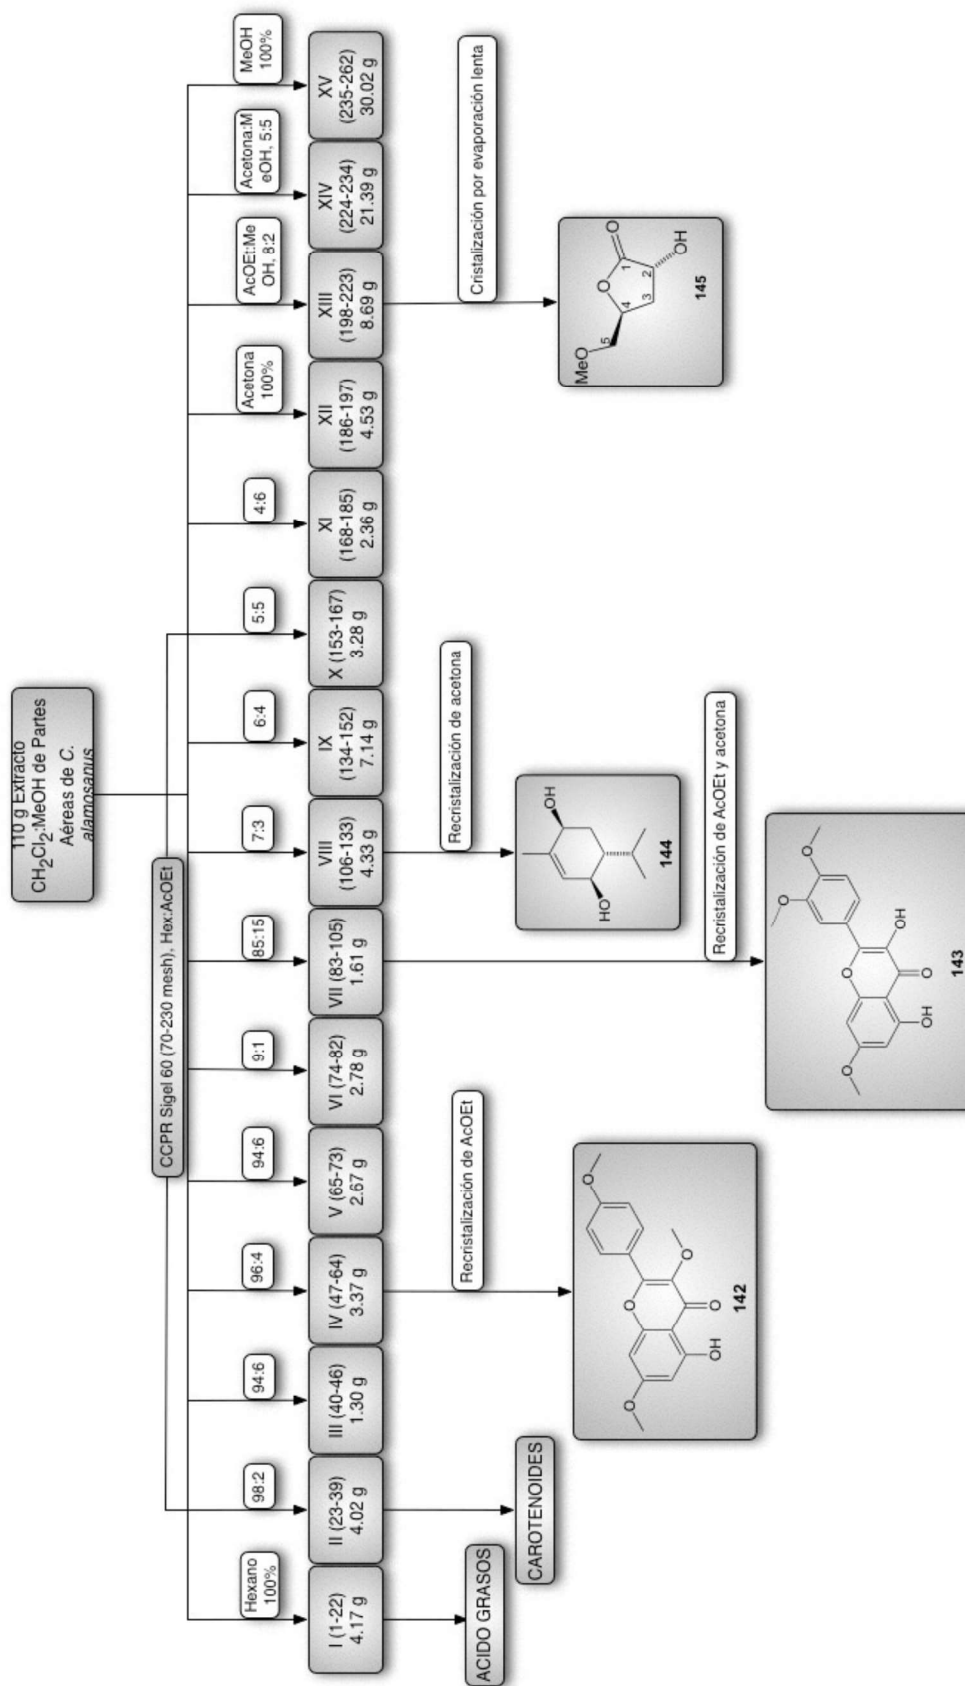 110 g Extracto
CH2Cl2:MeOH de Partes
Aéreas de C.
alamosanus
CCPR Sigel 60 (70-230 mesh), Hex:AcOEt
Hexano
100%
98:2
94:6
96:4
94:6
9:1
85:15
7:3
6:4
5:5
4:6
Acetona
100%
AcOEt:Me
OH, 8:2
Acetona:M
eOH, 5:5
MeOH
100%
I (1-22)
4.17 g
II (23-39)
4.02 g
III (40-46)
1.30 g
IV (47-64)
3.37 g
V (65-73)
2.67 g
VI (74-82)
2.78 g
VII (83-105)
1.61 g
VIII
(106-133)
4.33 g
IX
(134-152)
7.14 g
X (153-167)
3.28 g
XI
(168-185)
2.36 g
XII
(186-197)
4.53 g
XIII
(198-223)
8.69 g
XIV
(224-234)
21.39 g
XV
(235-262)
30.02 g
ACIDO GRASOS
CAROTENOIDES
Recristalización de AcOEt
O
O
O
O
OH
O
142
Recristalización de AcOEt y acetona
O
O
O
O
OH
OH
O
143
Recristalización de acetona
OH
HO
144
Cristalización por evaporación lenta
MeO
5
4
O
1
O
3
2
OH
145